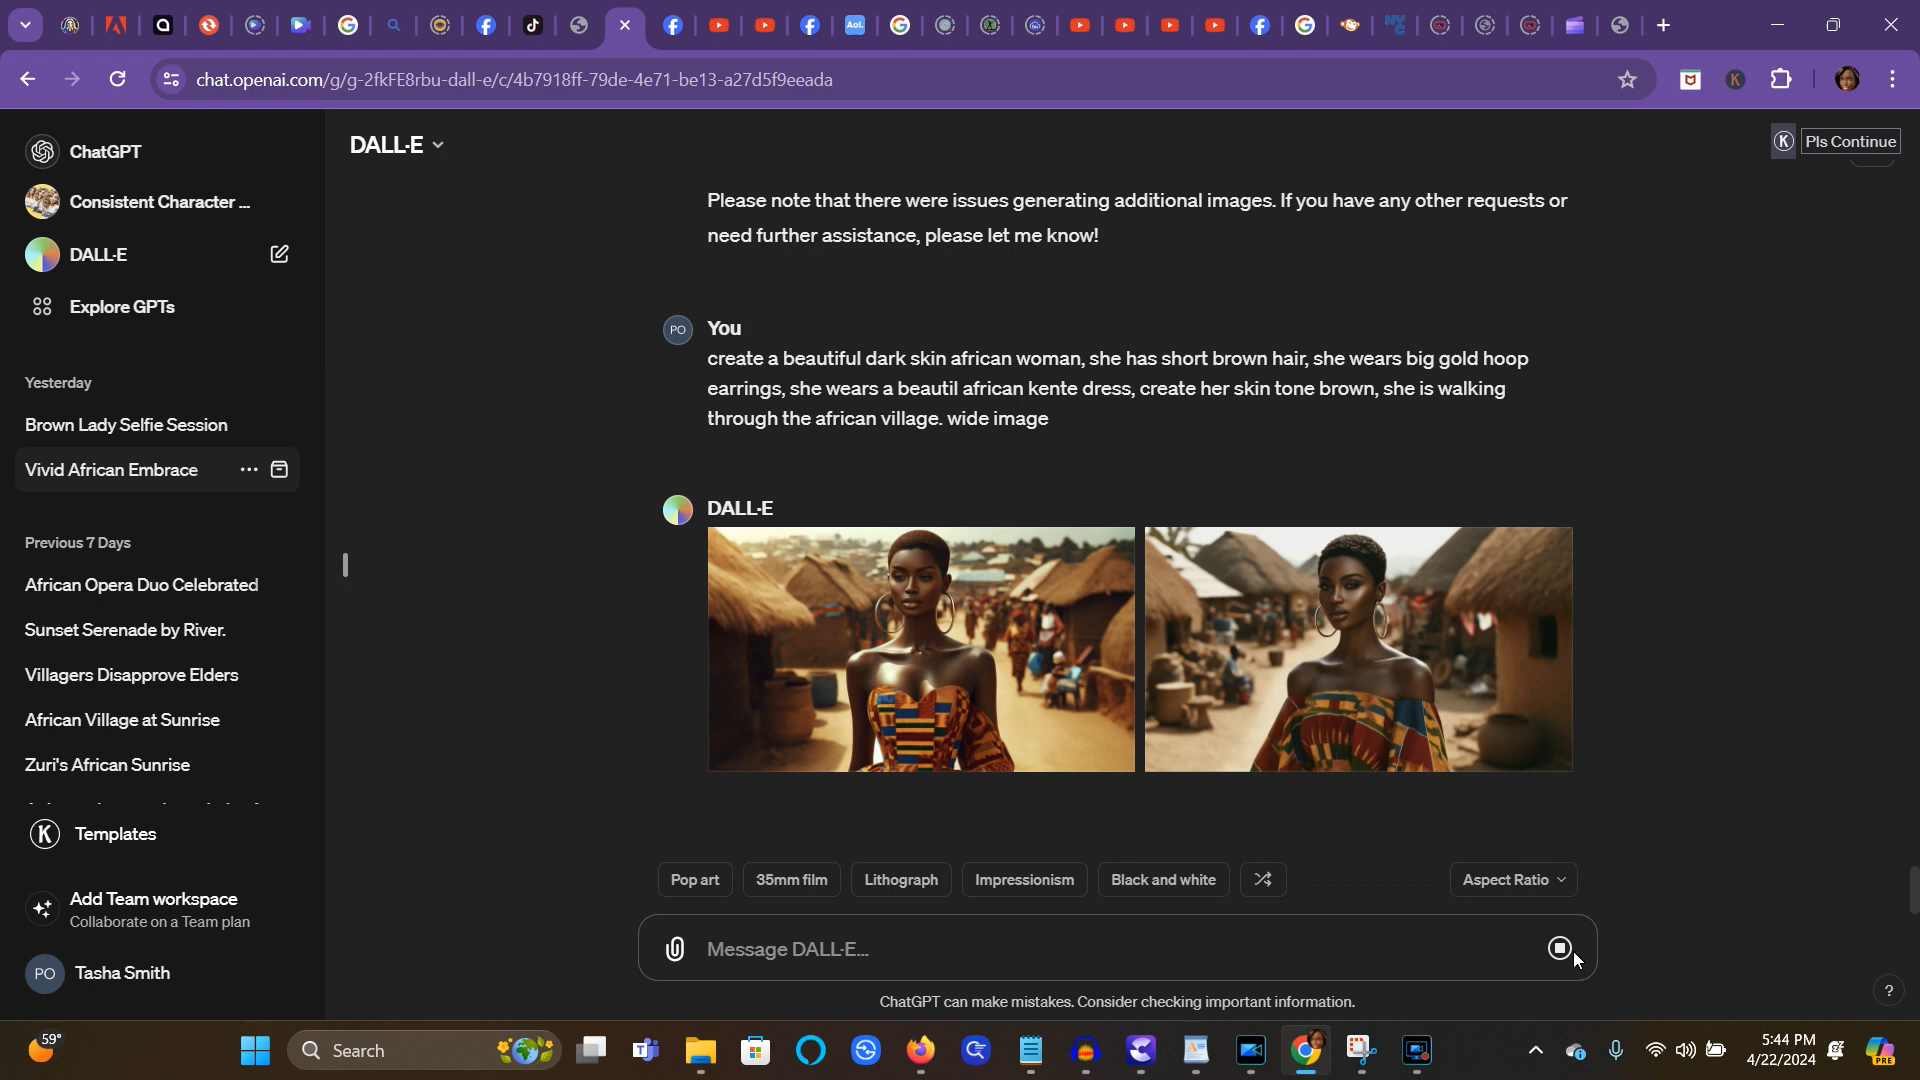 Aol.
chat.openai.com/g/g-2fkFE8rbu-dall-e/c/4b7918ff-79de-4e71-be13-a27d5f9eeada
K
ChatGPT
Consistent Character ...
DALL·E
Explore GPTs
Yesterday
Brown Lady Selfie Session
Vivid African Embrace
Previous 7 Days
African Opera Duo Celebrated
Sunset Serenade by River.
Villagers Disapprove Elders
African Village at Sunrise
Zuri's African Sunrise
K Templates
Add Team workspace
Collaborate on a Team plan
PO Tasha Smith
DALL·E
K Pls Continue
Please note that there were issues generating additional images. If you have any other requests or
need further assistance, please let me know!
PO You
create a beautiful dark skin african woman, she has short brown hair, she wears big gold hoop
earrings, she wears a beautil african kente dress, create her skin tone brown, she is walking
through the african village. wide image
DALL·E
Pop art 35mm film Lithograph Impressionism Black and white Aspect Ratio
Message DALL·E...
ChatGPT can make mistakes. Consider checking important information.
?
59°
Search
5:44 PM
4/22/2024
PRE